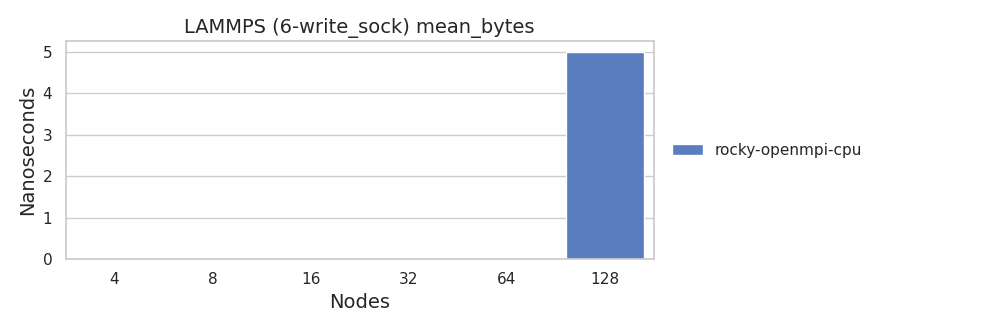 LAMMPS (6-write_sock) mean_bytes
Nanoseconds
5
4
3
2
1
0
4 8 16 32 64 128
Nodes
rocky-openmpi-cpu